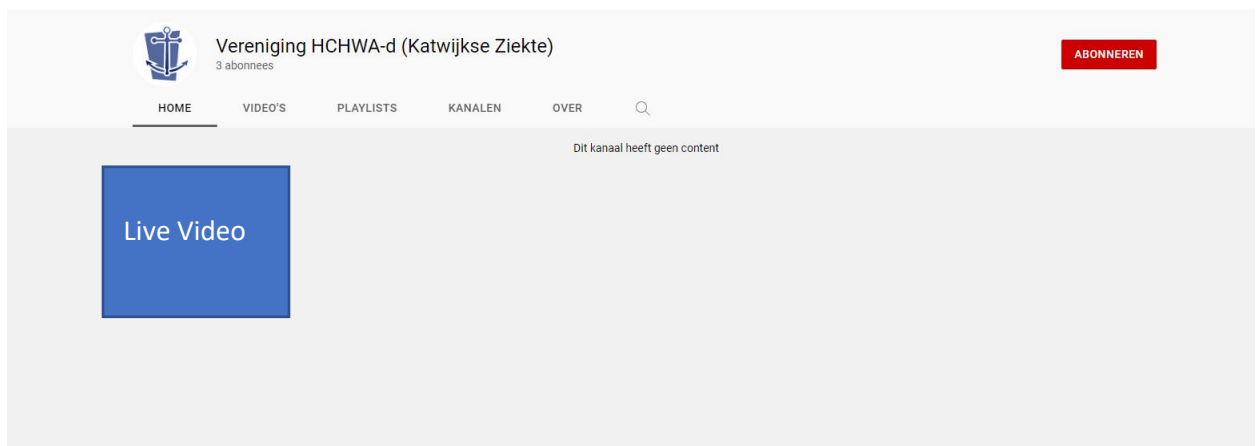 Vereniging HCHWA-d (Katwijkse Ziekte)
3 abonnees
ABONNEREN
HOME VIDEO'S PLAYLISTS KANALEN OVER
Dit kanaal heeft geen content
Live Video